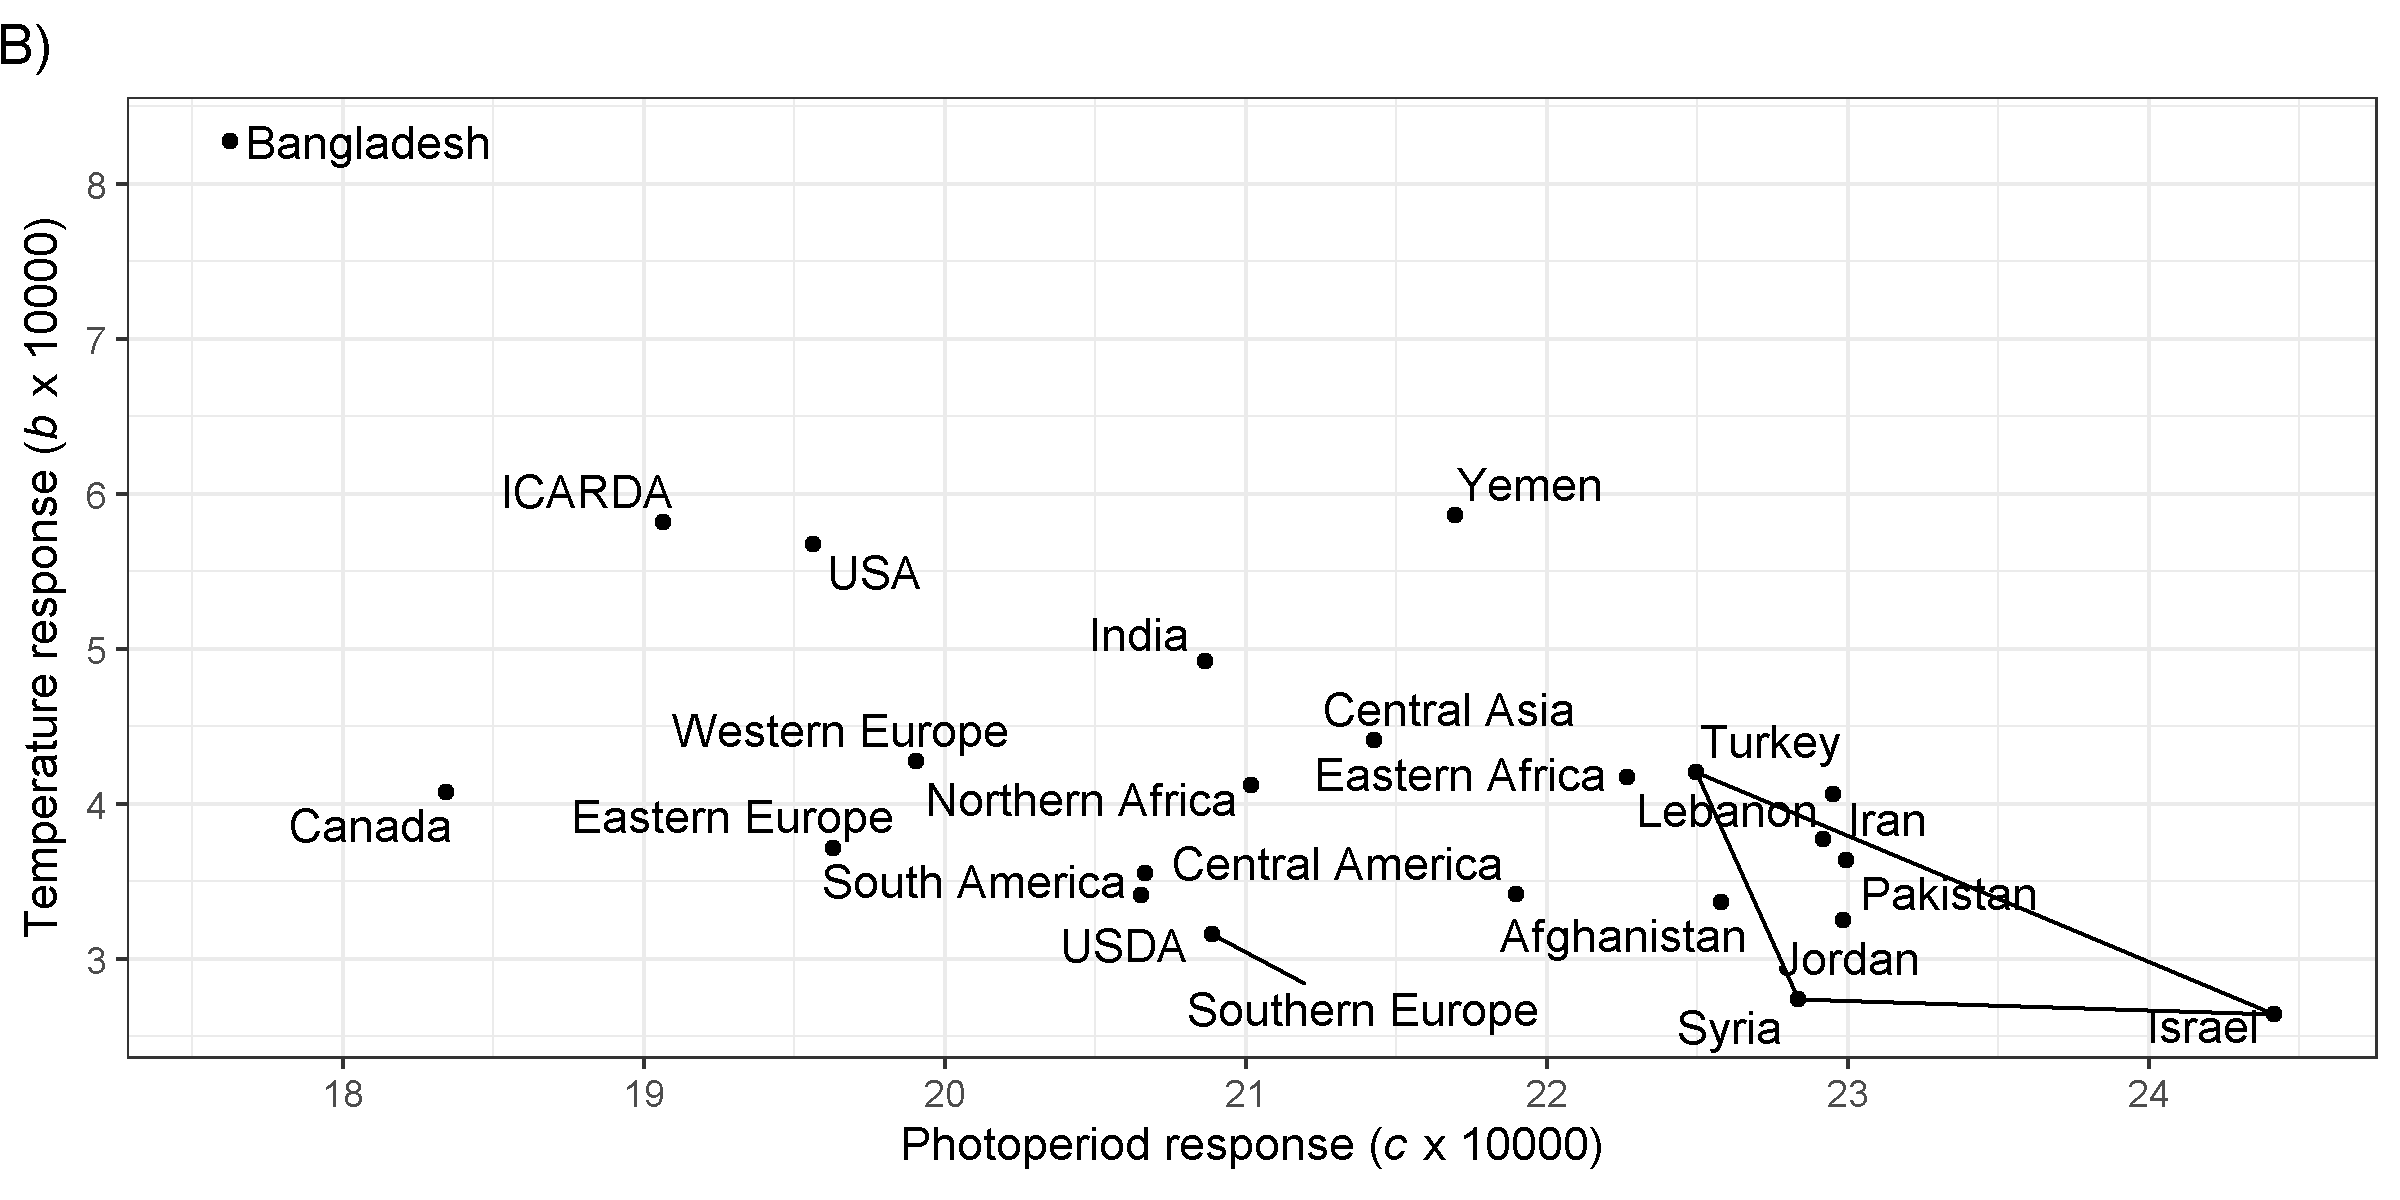 B)
Bangladesh
8
7
ICARDA
Yemen
6
USA
India
5
Central Asia
Western Europe
Turkey
Eastern Africa
Northern Africa
Lebanon
Iran
4
Canada
Eastern Europe
Central America
South America
Pakistan
USDA
Afghanistan
Jordan
3
Southern Europe
Syria
Israel
18 19 20 21 22 23 24
Photoperiod response (c x 10000)
Temperature response (b x 10000)